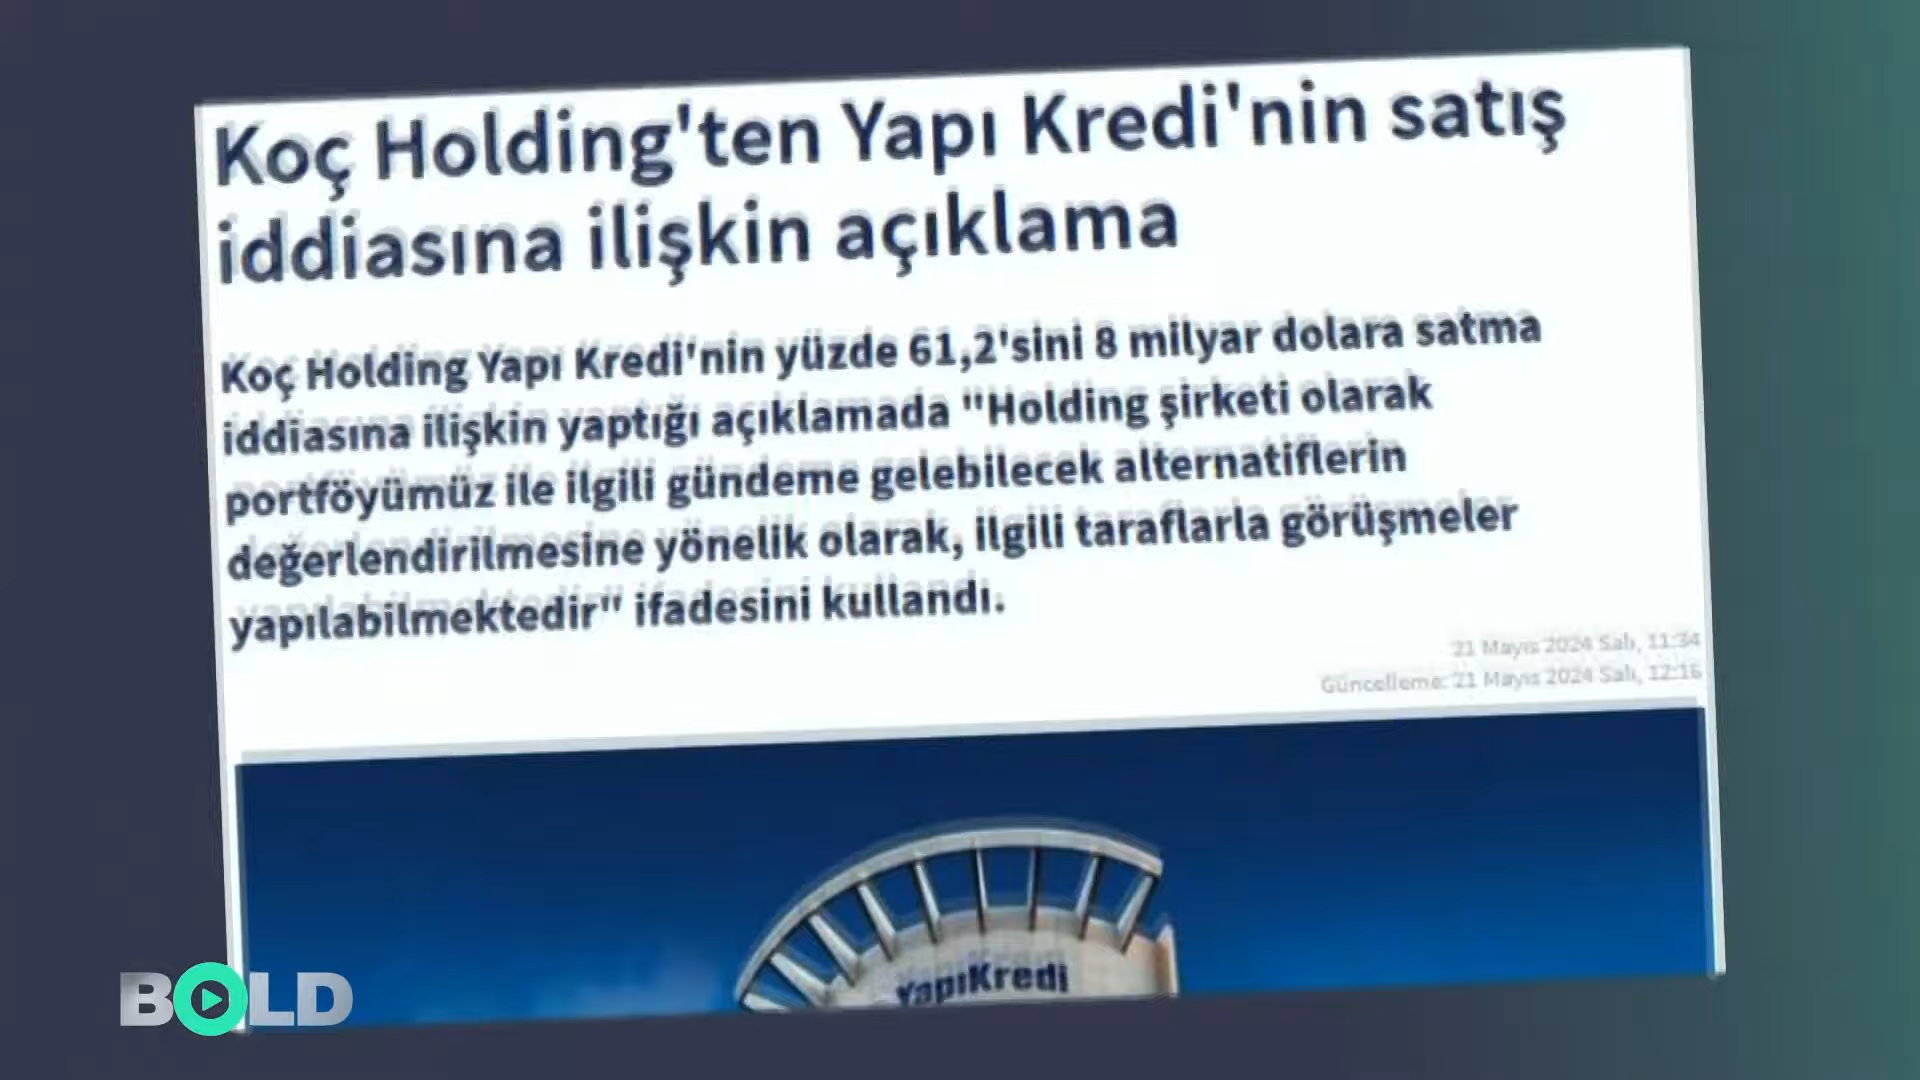 Koç Holding'ten Yapı Kredi'nin satış
iddiasına ilişkin açıklama
Koç Holding Yapı Kredi'nin yüzde 61,2'sini 8 milyar dolara satma
iddiasına ilişkin yaptığı açıklamada "Holding şirketi olarak
portföyümüz ile ilgili gündeme gelebilecek alternatiflerin
değerlendirilmesine yönelik olarak, ilgili taraflarla görüşmeler
yapılabilmektedir" ifadesini kullandı.
21 Mayıs 2024 Salı, 11:34
Güncelleme: 21 Mayıs 2024 Salı, 12:16
YapıKredi
BOLD